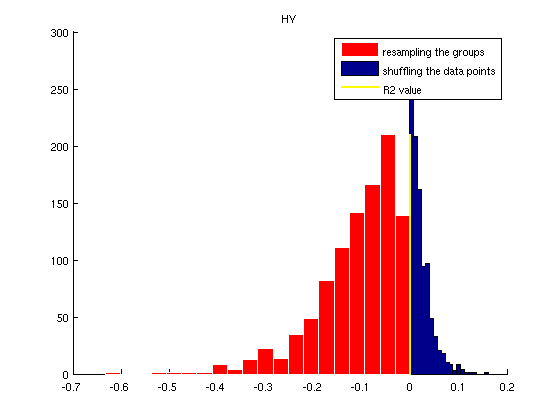 HY
300
250
200
150
100
50
0
-0.7 -0.6 -0.5 -0.4 -0.3 -0.2 -0.1 0 0.1 0.2
resampling the groups
shuffling the data points
R2 value